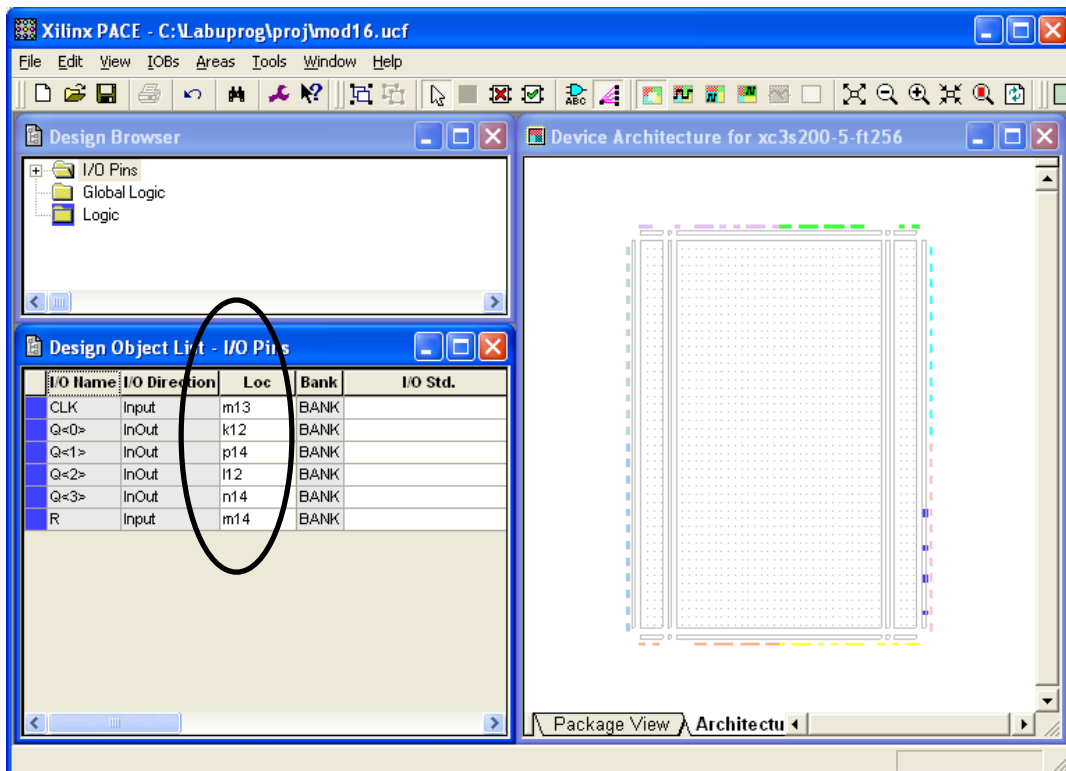 Xilinx PACE - C:\Labuprog\proj\mod16.ucf
File Edit View IOBs Areas Tools Window Help
ABC
Design Browser
I/O Pins
Global Logic
Logic
Design Object List - I/O Pins
I/O Name I/O Direction Loc Bank I/O Std.
CLK Input m13 BANK
Q<0> InOut k12 BANK
Q<1> InOut p14 BANK
Q<2> InOut l12 BANK
Q<3> InOut n14 BANK
R Input m14 BANK
Device Architecture for xc3s200-5-ft256
Package View Architectu